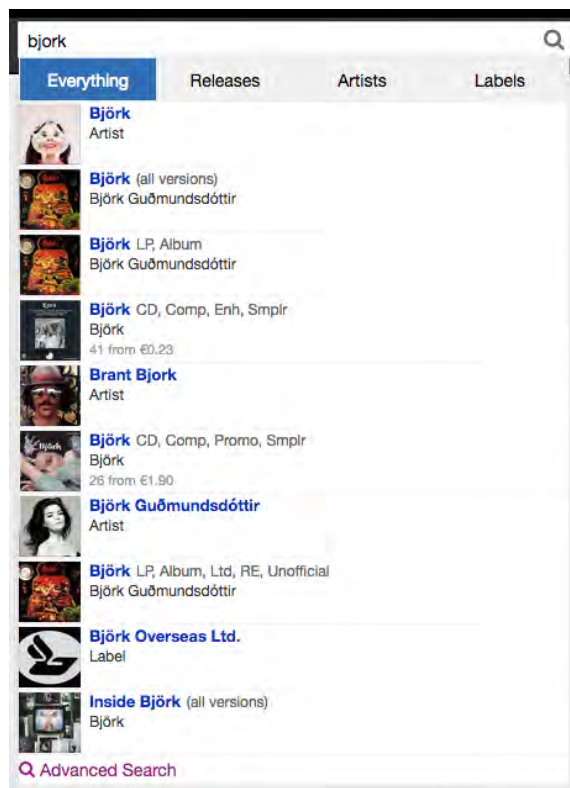 bjork
Everything Releases Artists Labels
Björk
Artist
Björk (all versions)
Björk Guðmundsdóttir
Björk LP, Album
Björk Guðmundsdóttir
Björk CD, Comp, Enh, Smplr
Björk
41 from €0.23
Brant Bjork
Artist
Björk CD, Comp, Promo, Smplr
Björk
26 from €1.90
Björk Guðmundsdóttir
Artist
Björk LP, Album, Ltd, RE, Unofficial
Björk Guðmundsdóttir
Björk Overseas Ltd.
Label
Inside Björk (all versions)
Björk
Advanced Search